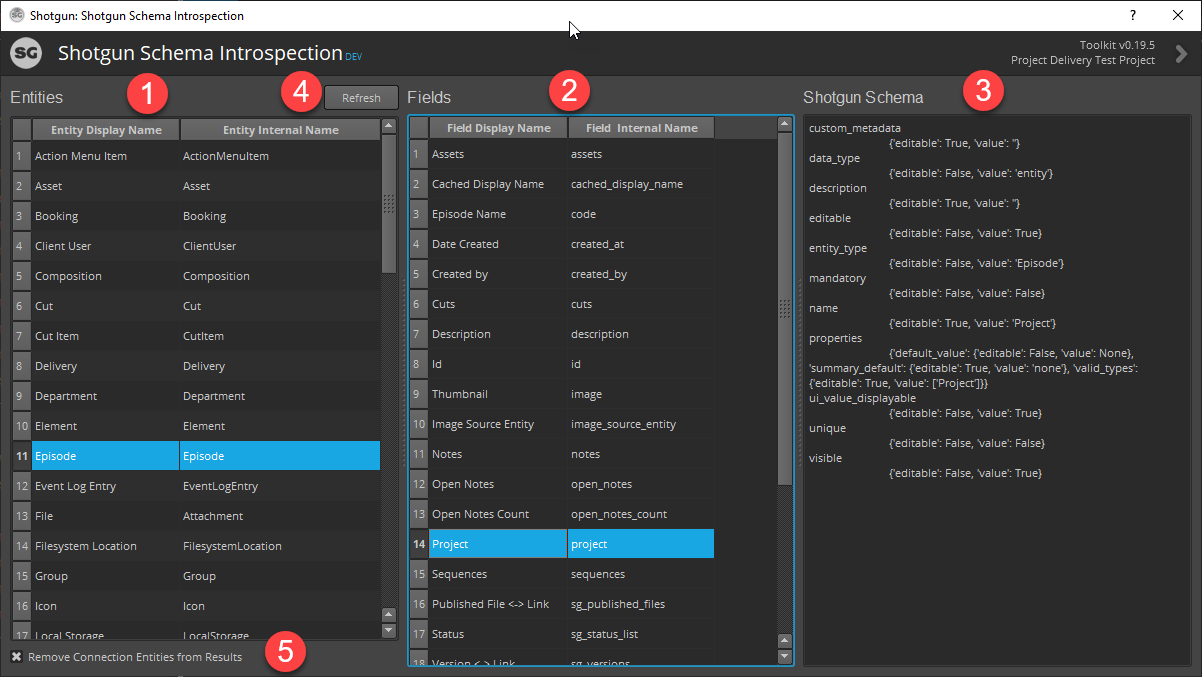 SG Shotgun: Shotgun Schema Introspection ?
SG Shotgun Schema Introspection DEV
Toolkit v0.19.5
Project Delivery Test Project
Entities 1 4 Refresh
Entity Display Name Entity Internal Name
1 Action Menu Item ActionMenuItem
2 Asset Asset
3 Booking Booking
4 Client User ClientUser
5 Composition Composition
6 Cut Cut
7 Cut Item CutItem
8 Delivery Delivery
9 Department Department
10 Element Element
11 Episode Episode
12 Event Log Entry EventLogEntry
13 File Attachment
14 Filesystem Location FilesystemLocation
15 Group Group
16 Icon Icon
17 Local Storage LocalStorage
Remove Connection Entities from Results 5
Fields 2
Field Display Name Field Internal Name
1 Assets assets
2 Cached Display Name cached_display_name
3 Episode Name code
4 Date Created created_at
5 Created by created_by
6 Cuts cuts
7 Description description
8 Id id
9 Thumbnail image
10 Image Source Entity image_source_entity
11 Notes notes
12 Open Notes open_notes
13 Open Notes Count open_notes_count
14 Project project
15 Sequences sequences
16 Published File <-> Link sg_published_files
17 Status sg_status_list
18 Version <-> Link sg_versions
Shotgun Schema 3
custom_metadata
{'editable': True, 'value': ''}
data_type
{'editable': False, 'value': 'entity'}
description
{'editable': True, 'value': ''}
editable
{'editable': False, 'value': True}
entity_type
{'editable': False, 'value': 'Episode'}
mandatory
{'editable': False, 'value': False}
name
{'editable': True, 'value': 'Project'}
properties
{'default_value': {'editable': False, 'value': None},
'summary_default': {'editable': True, 'value': 'none'}, 'valid_types':
{'editable': True, 'value': ['Project']}}
ui_value_displayable
{'editable': False, 'value': True}
unique
{'editable': False, 'value': False}
visible
{'editable': False, 'value': True}